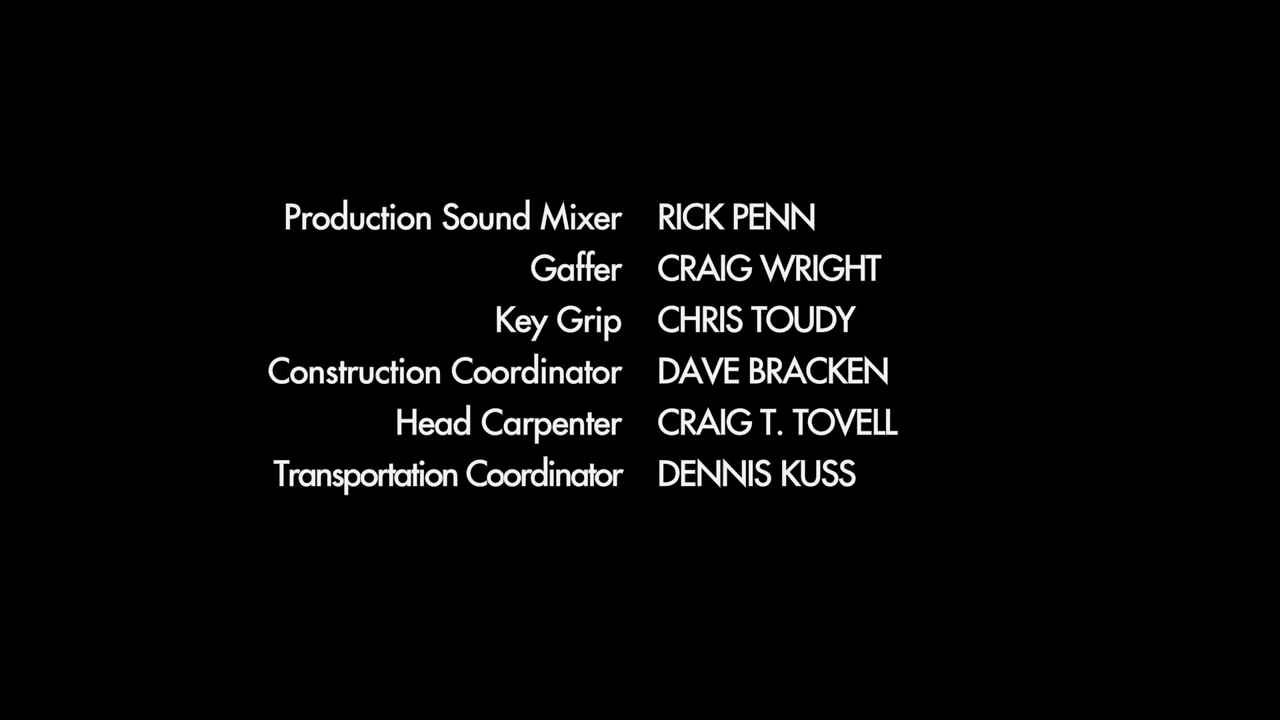 Production Sound Mixer RICK PENN
Gaffer CRAIG WRIGHT
Key Grip CHRIS TOUDY
Construction Coordinator DAVE BRACKEN
Head Carpenter CRAIG T. TOVELL
Transportation Coordinator DENNIS KUSS